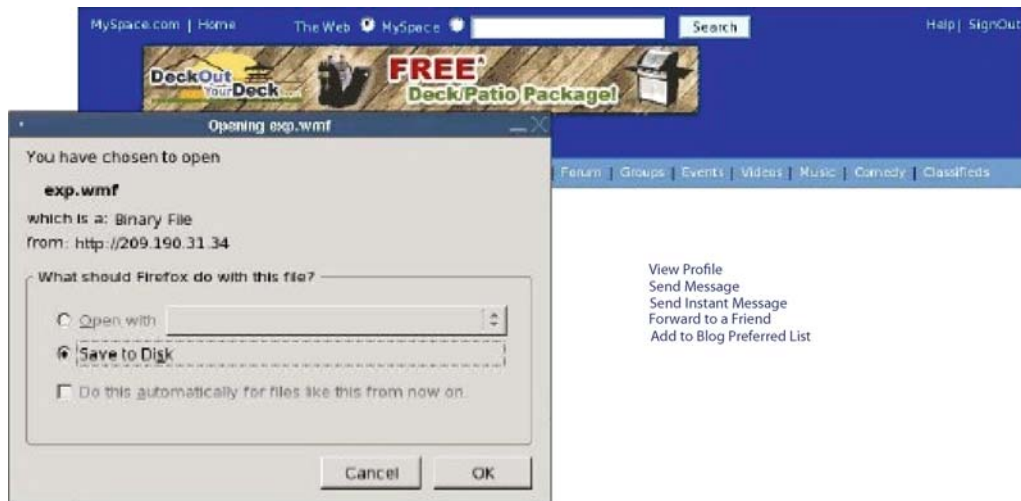 MySpace.com | Home The Web MySpace Search Help | SignOut
DeckOut
YourDeck
FREE*
Deck/Patio Package!
Opening exp.wmf
You have chosen to open
exp.wmf
which is a: Binary File
from: http://209.190.31.34
What should Firefox do with this file?
Open with
Save to Disk
Do this automatically for files like this from now on.
Cancel OK
| Forum | Groups | Events | Videos | Music | Comedy | Classifieds
View Profile
Send Message
Send Instant Message
Forward to a Friend
Add to Blog Preferred List